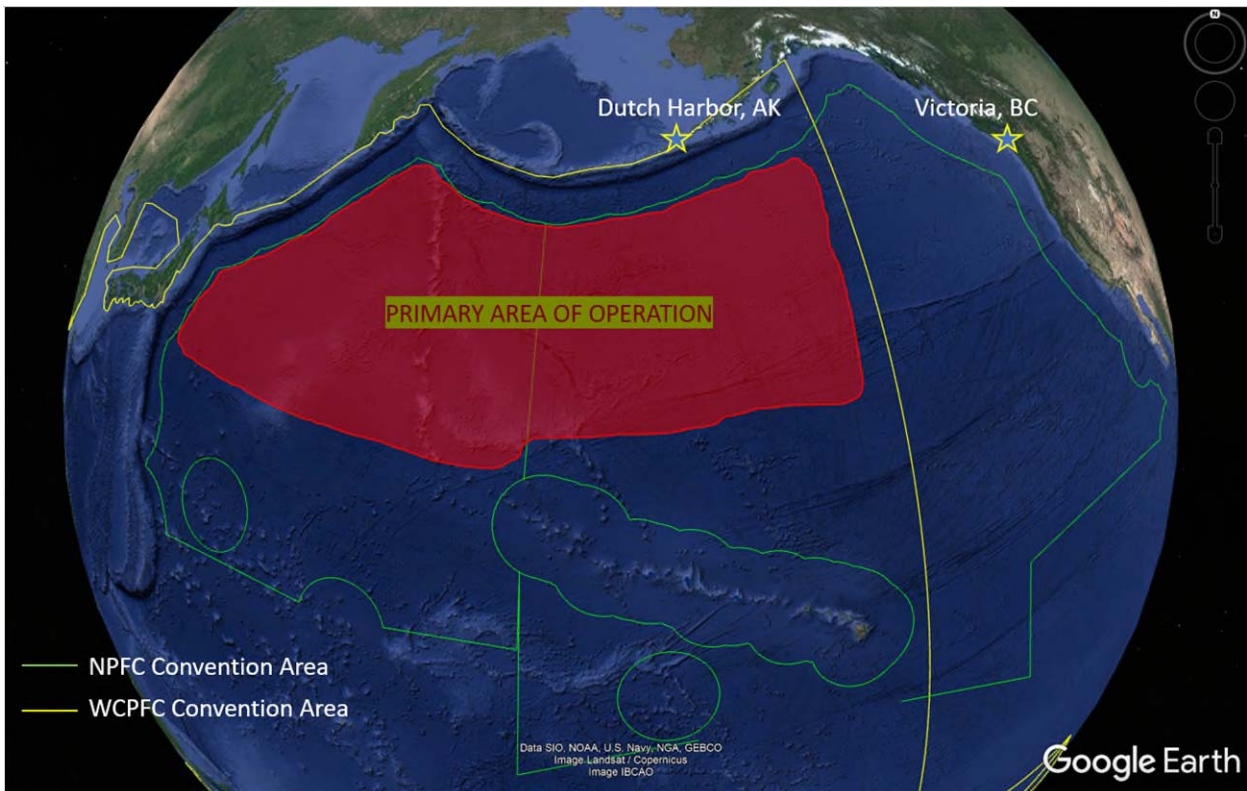 N
Dutch Harbor, AK
Victoria, BC
PRIMARY AREA OF OPERATION
NPFC Convention Area
WCPFC Convention Area
Data SIO, NOAA, U.S. Navy, NGA, GEBCO
Image Landsat / Copernicus
Image IBCAO
Google Earth